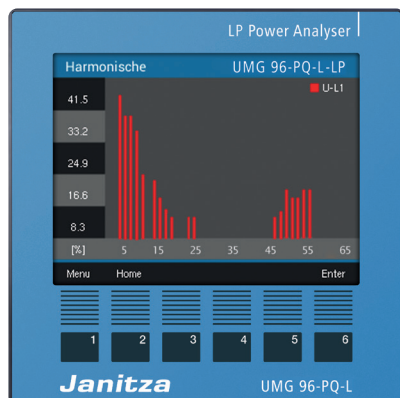 LP Power Analyser
Harmonische UMG 96-PQ-L-LP
U-L1
41.5
33.2
24.9
16.6
8.3
[%] 5 15 25 35 45 55 65
Menu Home Enter
1 2 3 4 5 6
Janitza UMG 96-PQ-L